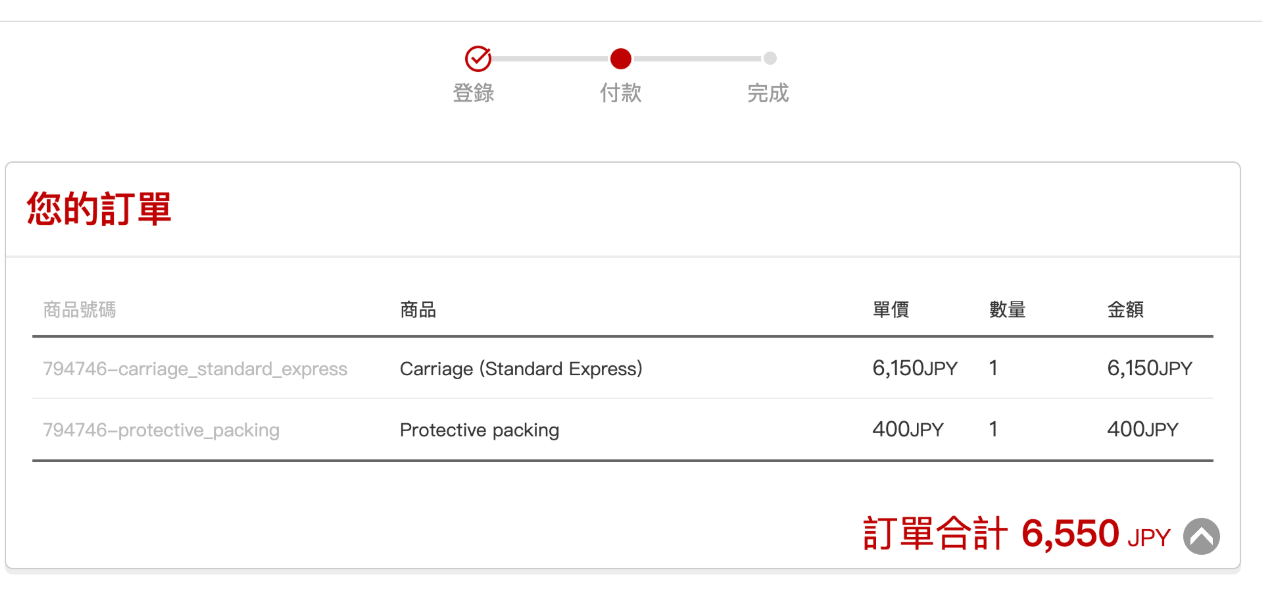 登錄 付款 完成
您的訂單
商品號碼 商品 單價 數量 金額
794746-carriage_standard_express Carriage (Standard Express) 6,150JPY 1 6,150JPY
794746-protective_packing Protective packing 400JPY 1 400JPY
訂單合計 6,550 JPY